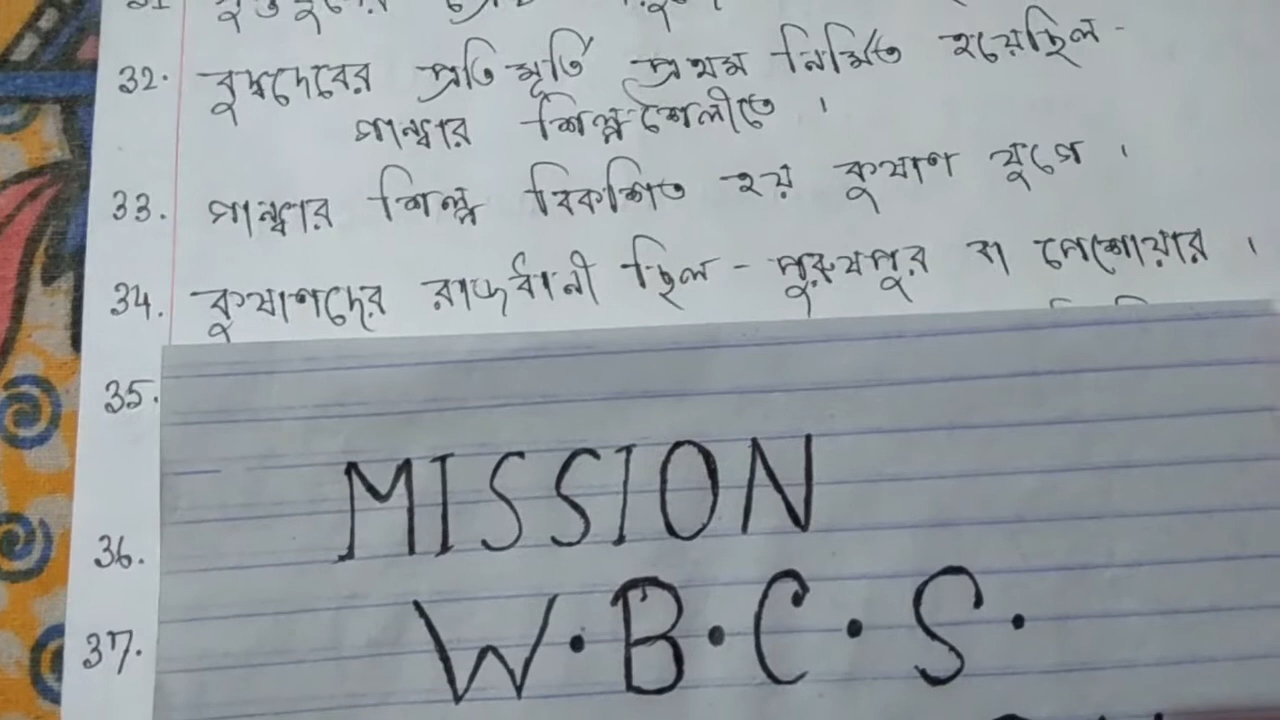 32. বুদ্ধদেবের প্রতিমূর্তি প্রথম নির্মিত হয়েছিল -
গান্ধার শিল্পশৈলীতে ।
33. গান্ধার শিল্প বিকশিত হয় কুষাণ যুগে ।
34. কুষাণদের রাজধানী ছিল - পুরুষপুর বা পেশোয়ার ।
35.
MISSION
36.
W.B.C.S.
37.